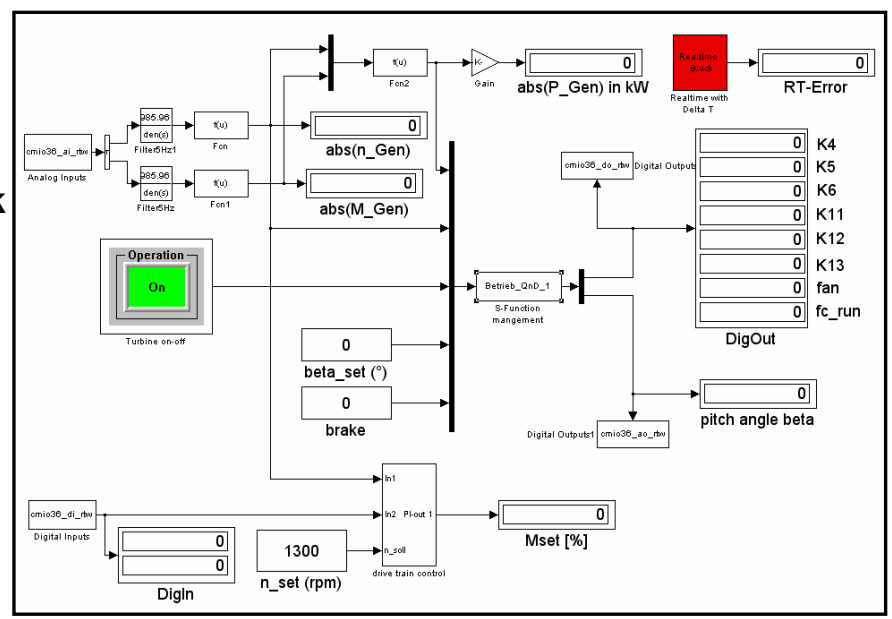 f(u)
Fcn2
K-
Gain
0
abs(P_Gen) in kW
Realtime
Block
Realtime with
Delta T
0
RT-Error
cmio36_ai_rtw
Analog Inputs
985.96
den(s)
Filter5Hz1
f(u)
Fcn
0
abs(n_Gen)
985.96
den(s)
Filter5Hz
f(u)
Fcn1
0
abs(M_Gen)
k
cmio36_do_rtw
Digital Outputs
0 K4
0 K5
0 K6
0 K11
0 K12
0 K13
0 fan
0 fc_run
DigOut
Operation
On
Turbine on-off
Betrieb_QnD_1
S-Function
mangement
0
beta_set (°)
0
brake
0
pitch angle beta
Digital Outputs1
cmio36_ao_rtw
cmio36_di_rtw
Digital Inputs
0
0
DigIn
1300
n_set (rpm)
In1
In2
PI-out 1
n_soll
drive train control
0
Mset [%]